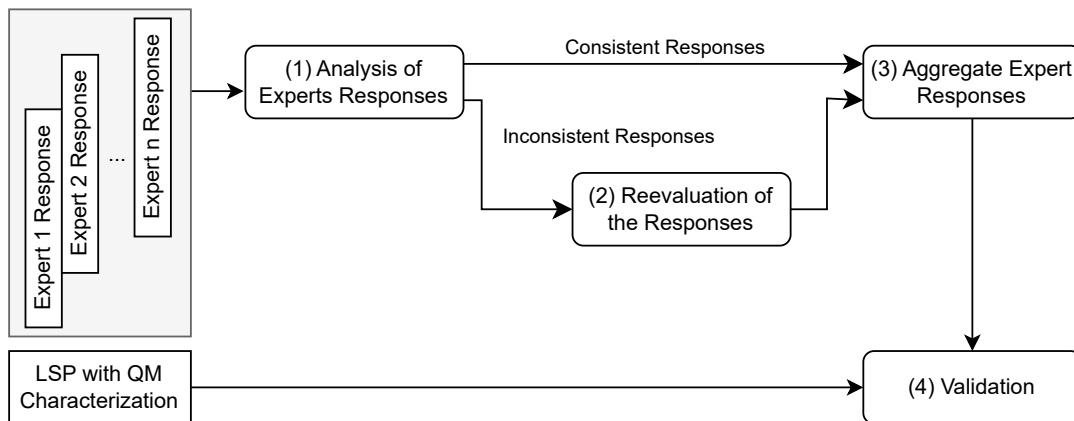 Expert 1 Response
Expert 2 Response
...
Expert n Response
(1) Analysis of
Experts Responses
Consistent Responses
Inconsistent Responses
(2) Reevaluation of
the Responses
(3) Aggregate Expert
Responses
LSP with QM
Characterization
(4) Validation